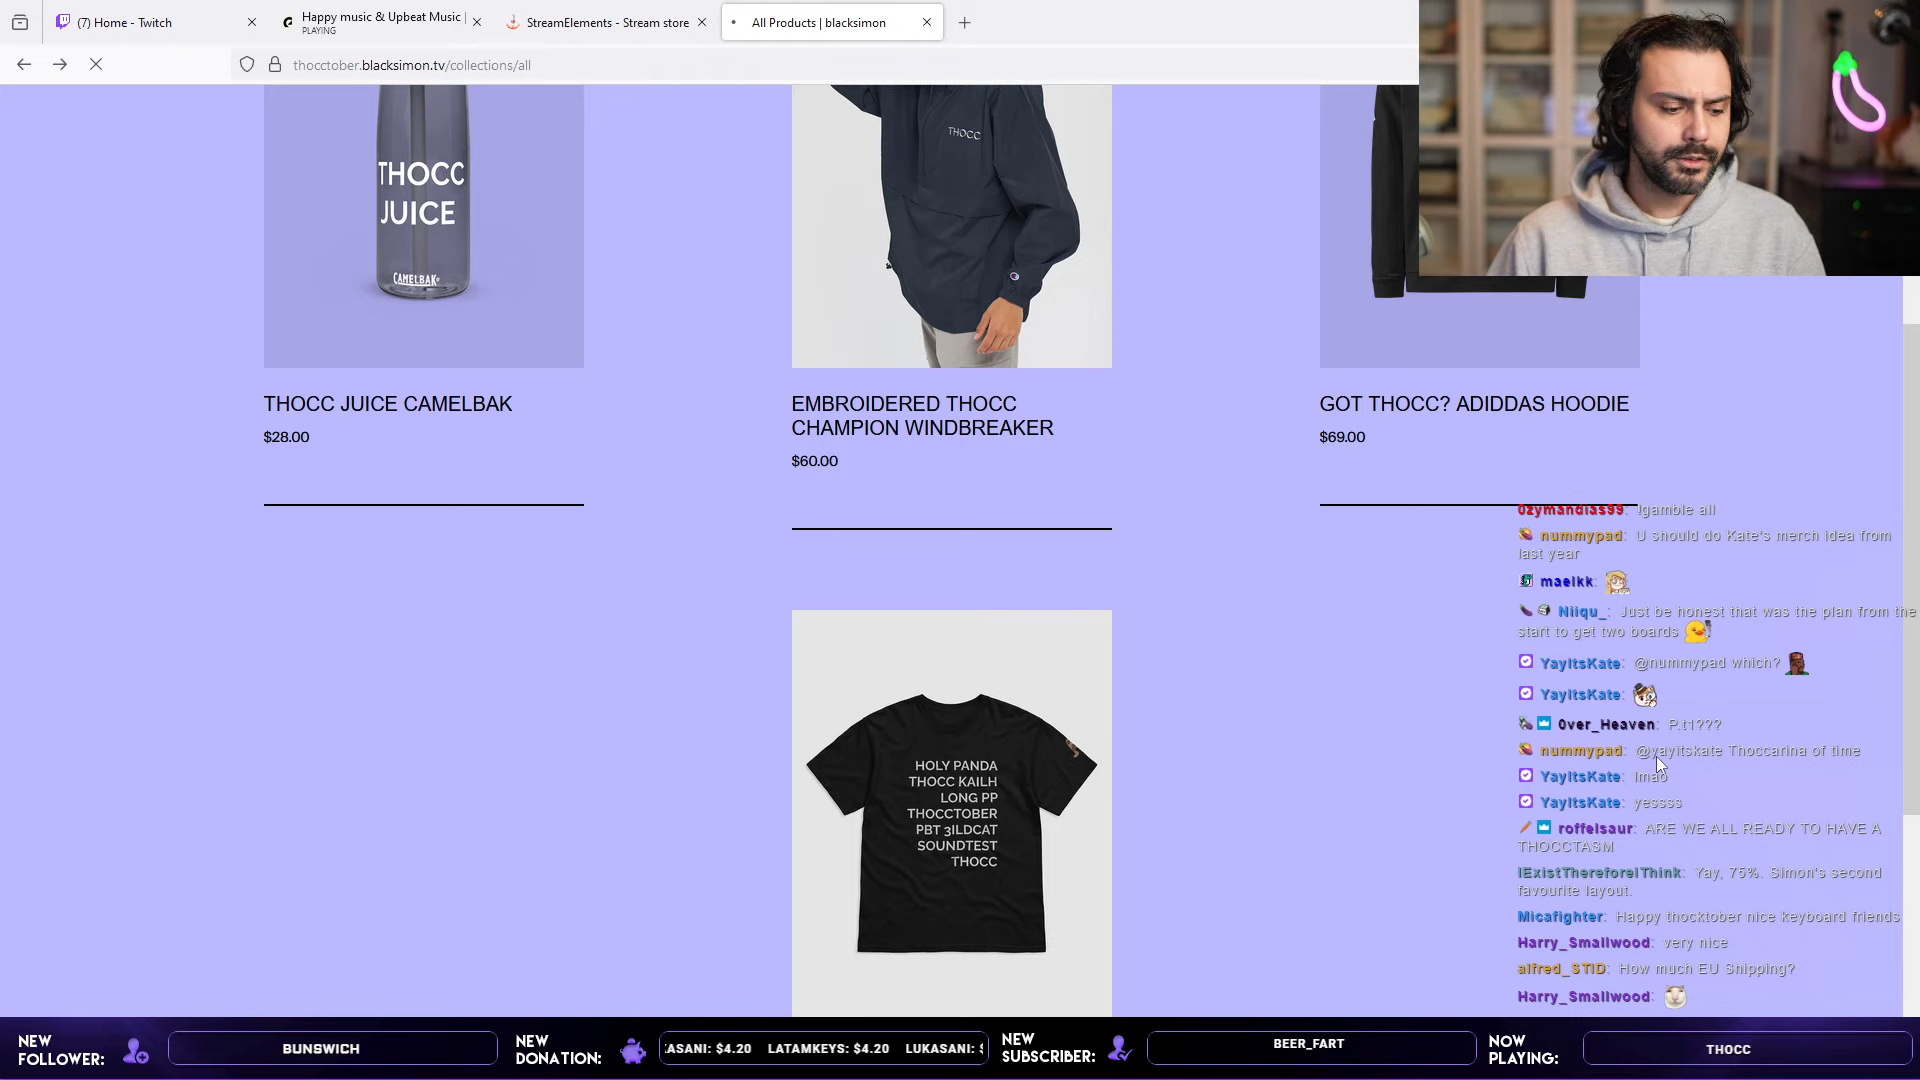 (7) Home - Twitch
Happy music & Upbeat Music |
PLAYING
StreamElements - Stream store
All Products | blacksimon
thocctober.blacksimon.tv/collections/all
THOCC
JUICE
CAMELBAK
THOCC
THOCC JUICE CAMELBAK
$28.00
EMBROIDERED THOCC
CHAMPION WINDBREAKER
$60.00
GOT THOCC? ADIDDAS HOODIE
$69.00
HOLY PANDA
THOCC KAILH
LONG PP
THOCCTOBER
PBT 3ILDCAT
SOUNDTEST
THOCC
0zymandias99: !gamble all
nummypad: U should do Kate's merch idea from
last year
maelkk:
Niiqu_: Just be honest that was the plan from the
start to get two boards
YayItsKate: @nummypad which?
YayItsKate:
0ver_Heaven: P.t1???
nummypad: @yayitskate Thoccarina of time
YayItsKate: lmao
YayItsKate: yessss
roffelsaur: ARE WE ALL READY TO HAVE A
THOCCTASM
IExistThereforeIThink: Yay, 75%. Simon's second
favourite layout.
Micafighter: Happy thocktober nice keyboard friends
Harry_Smallwood: very nice
alfred_STID: How much EU Shipping?
Harry_Smallwood:
NEW
FOLLOWER:
BUNSWICH
NEW
DONATION:
KASANI: $4.20 LATAMKEYS: $4.20 LUKASANI: $
NEW
SUBSCRIBER:
BEER_FART
NOW
PLAYING:
THOCC